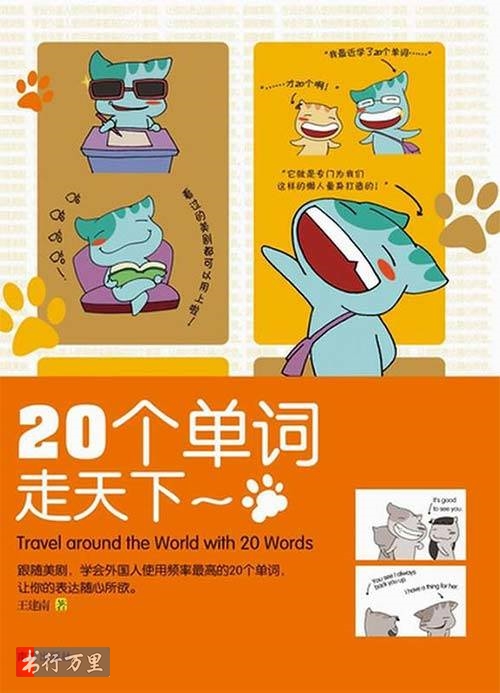 “我最近学了20个单词……”
“……才20个啊！”
“它就是专门为我们
这样的懒人量身打造的！”
看过的美剧都可以用上
20个单词
走天下～
Travel around the World with 20 Words
跟随美剧，学会外国人使用频率最高的20个单词，
让你的表达随心所欲。
王建南 著
It's good
to see you.
You see I always
back you up.
I have a thing for her.
书行万里